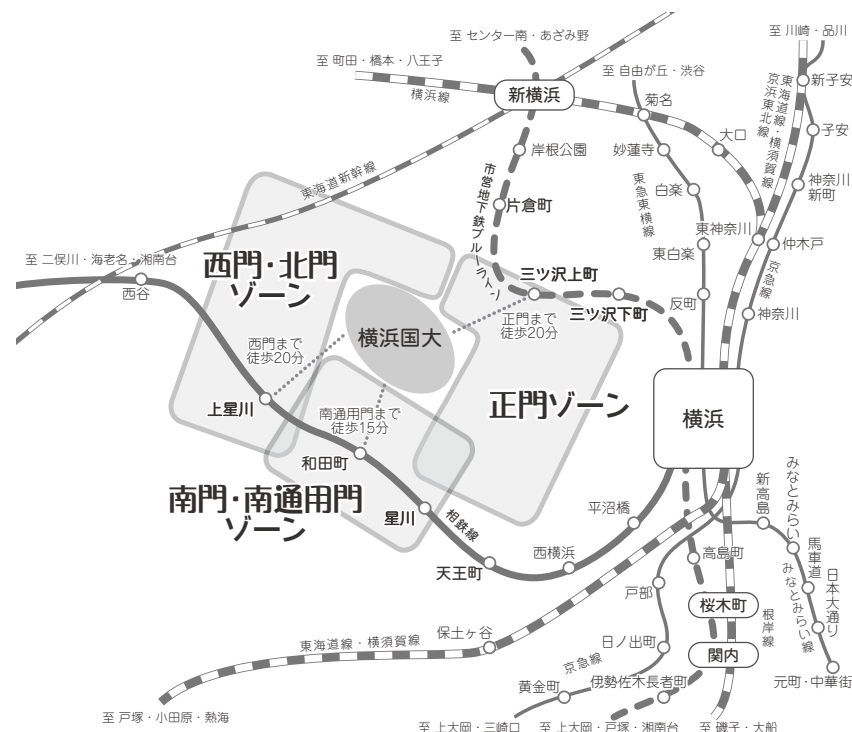 至 川崎・品川
至 センター南・あざみ野
至 町田・橋本・八王子
至 自由が丘・渋谷
横浜線
新横浜
菊名
大口
新子安
東海道線・横須賀線
京浜東北線
子安
岸根公園
妙蓮寺
市営地下鉄ブルーライン
東海道新幹線
片倉町
白楽
東急東横線
神奈川
新町
東神奈川
仲木戸
東白楽
京急線
至 二俣川・海老名・湘南台
西谷
西門・北門
ゾーン
三ツ沢上町
三ツ沢下町
反町
神奈川
正門まで
徒歩20分
横浜国大
西門まで
徒歩20分
上星川
南通用門まで
徒歩15分
正門ゾーン
横浜
和田町
南門・南通用門
ゾーン
星川
相鉄線
天王町
西横浜
平沼橋
新高島
みなとみらい
高島町
馬車道
みなとみらい線
日本大通り
戸部
桜木町
根岸線
保土ヶ谷
東海道線・横須賀線
日ノ出町
関内
京急線
黄金町
伊勢佐木長者町
元町・中華街
至 戸塚・小田原・熱海
至 上大岡・三崎口
至 上大岡・戸塚・湘南台
至 磯子・大船